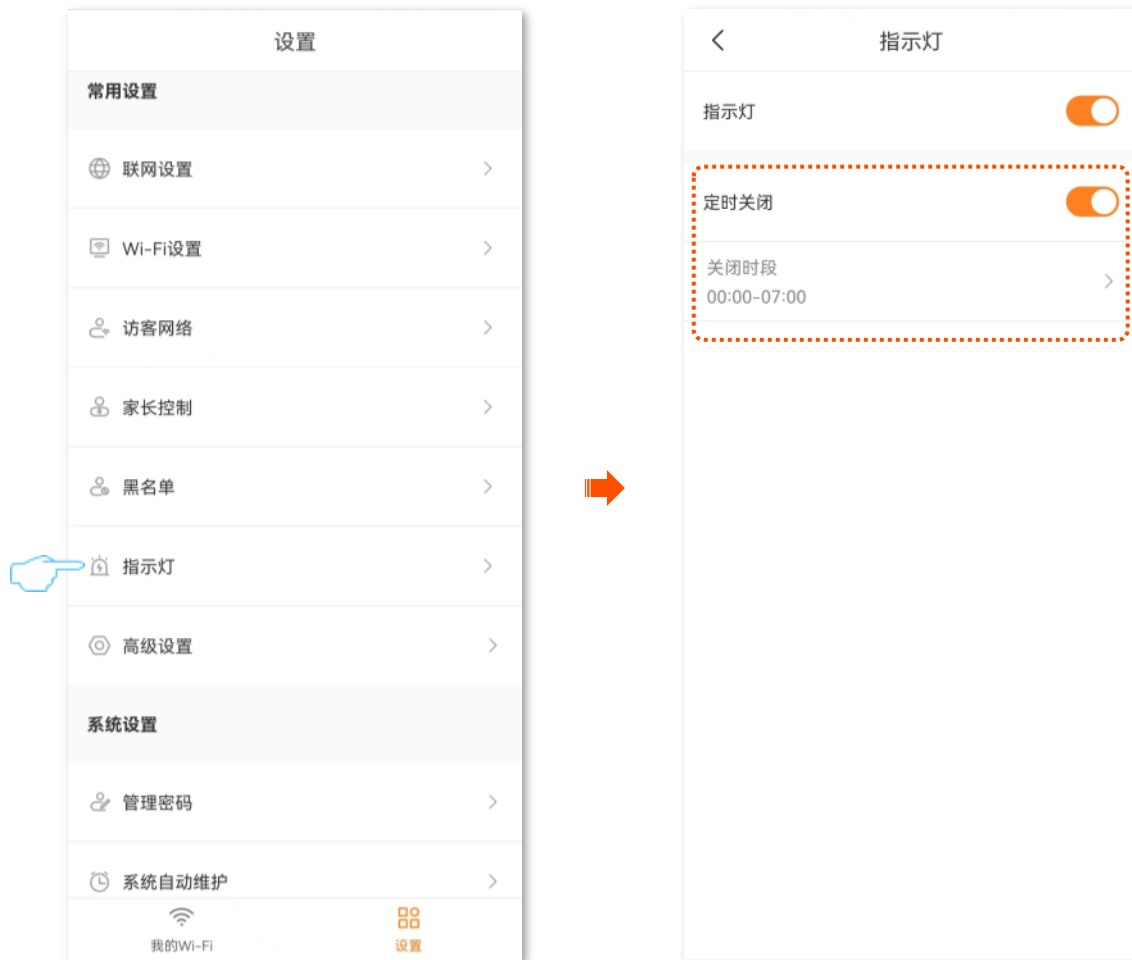 设置
常用设置
联网设置
Wi-Fi设置
访客网络
家长控制
黑名单
指示灯
高级设置
系统设置
管理密码
系统自动维护
我的Wi-Fi
设置
指示灯
指示灯
定时关闭
关闭时段
00:00-07:00